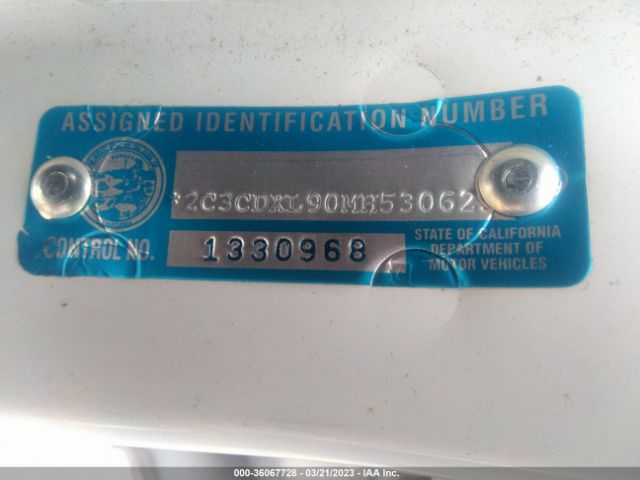 ASSIGNED IDENTIFICATION NUMBER
*2C3CDXL90MH53062
CONTROL NO. 1330968
STATE OF CALIFORNIA
DEPARTMENT OF
MOTOR VEHICLES
000-36067728 - 03/21/2023 - IAA Inc.